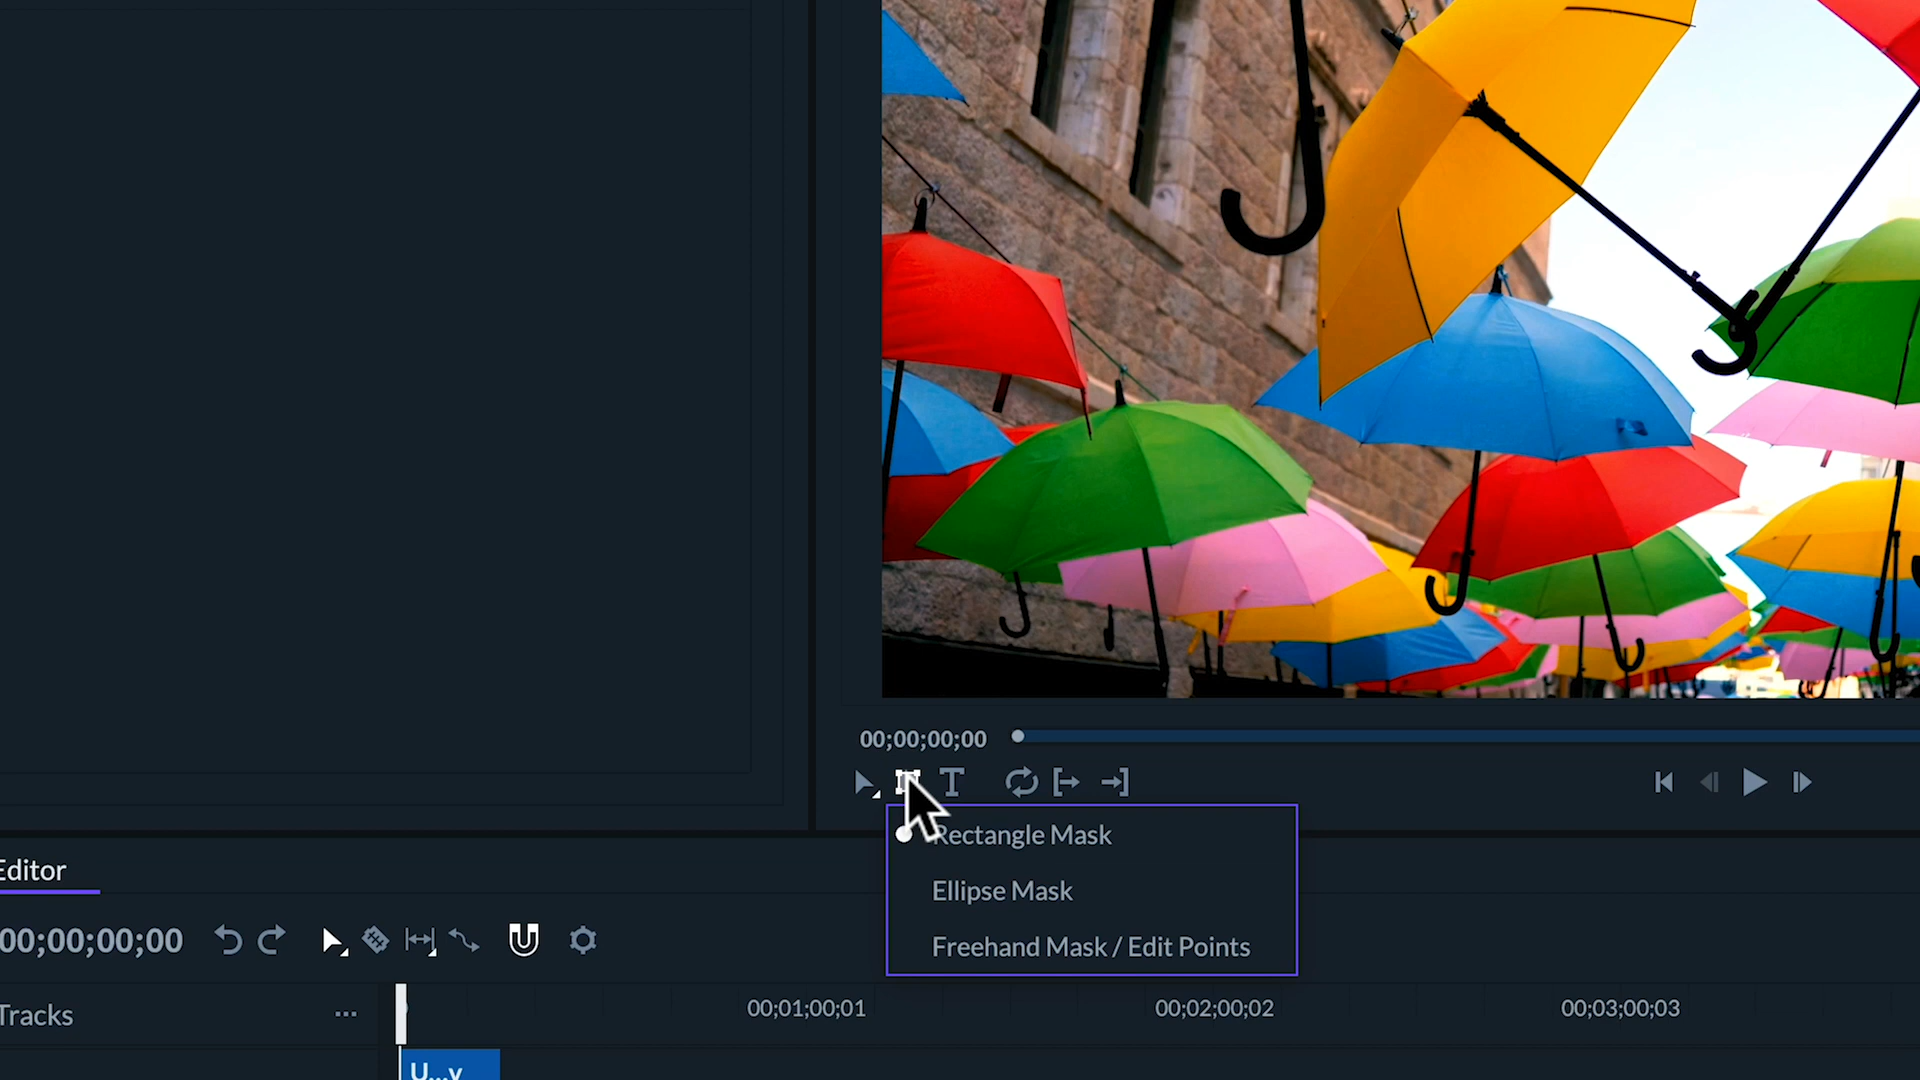 00;00;00;00
T
Rectangle Mask
Ellipse Mask
Freehand Mask / Edit Points
Editor
00;00;00;00
Tracks
...
00;01;00;01
00;02;00;02
00;03;00;03
U...v